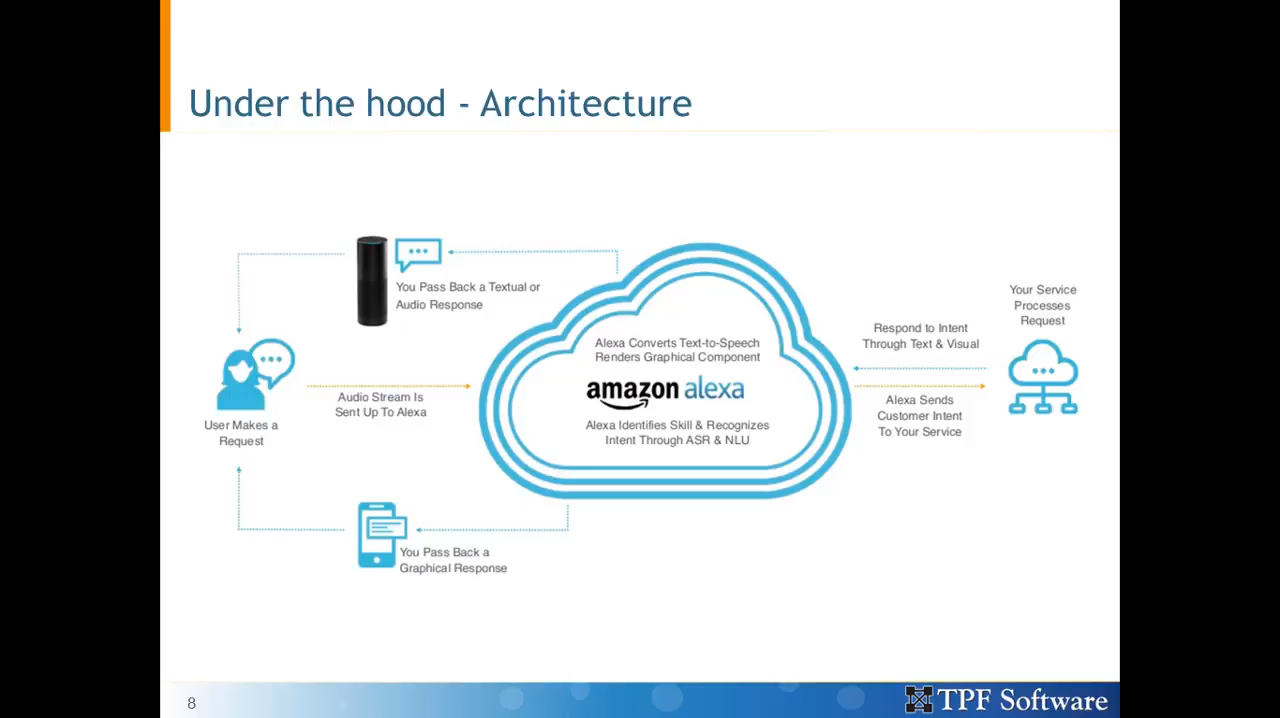 Under the hood - Architecture
You Pass Back a Textual or
Audio Response
User Makes a
Request
Audio Stream Is
Sent Up To Alexa
You Pass Back a
Graphical Response
Alexa Converts Text-to-Speech
Renders Graphical Component
amazon alexa
Alexa Identifies Skill & Recognizes
Intent Through ASR & NLU
Respond to Intent
Through Text & Visual
Alexa Sends
Customer Intent
To Your Service
Your Service
Processes
Request
8
TPF Software